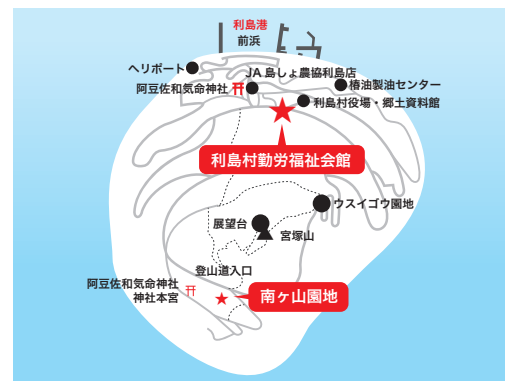 利島港
前浜
ヘリポート
JA島しょ農協利島店
椿油製油センター
阿豆佐和気命神社
利島村役場・郷土資料館
利島村勤労福祉会館
ウスイゴウ園地
展望台
宮塚山
登山道入口
阿豆佐和気命神社
神社本宮
南ヶ山園地